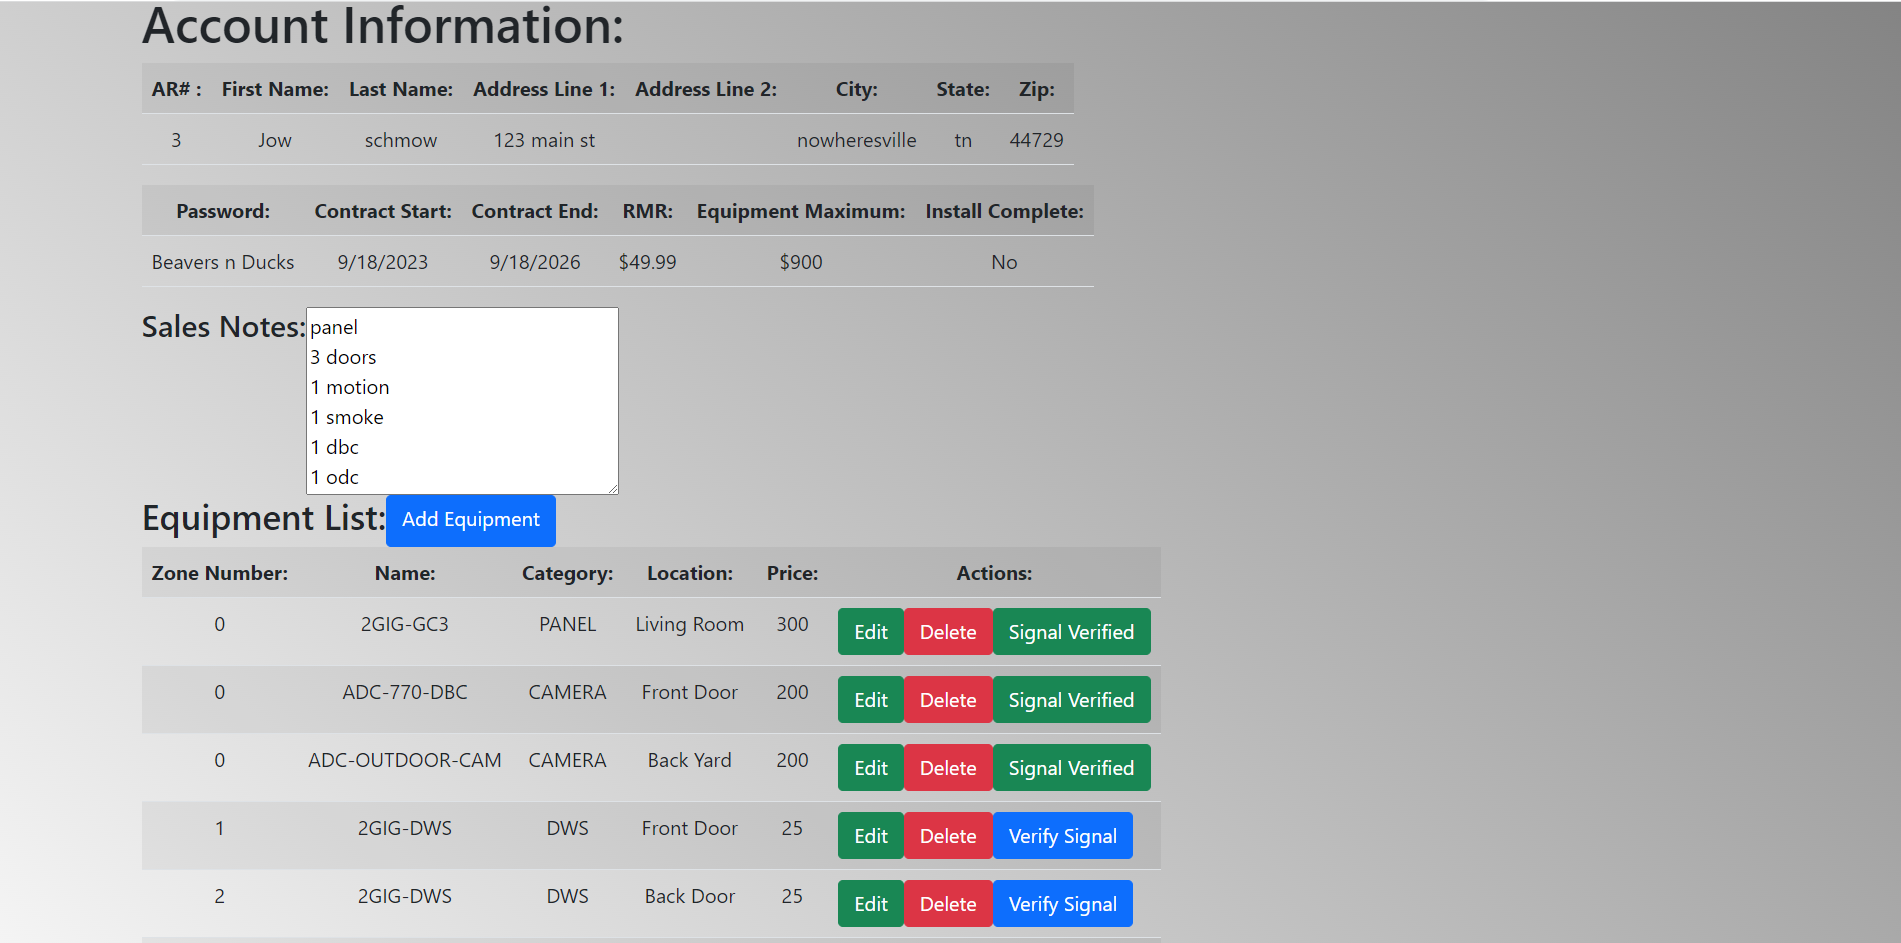 Account Information:
AR# : First Name: Last Name: Address Line 1: Address Line 2: City: State: Zip:
3 Jow schmow 123 main st nowheresville tn 44729
Password: Contract Start: Contract End: RMR: Equipment Maximum: Install Complete:
Beavers n Ducks 9/18/2023 9/18/2026 $49.99 $900 No
Sales Notes:
panel
3 doors
1 motion
1 smoke
1 dbc
1 odc
Equipment List: Add Equipment
Zone Number: Name: Category: Location: Price: Actions:
0 2GIG-GC3 PANEL Living Room 300 Edit Delete Signal Verified
0 ADC-770-DBC CAMERA Front Door 200 Edit Delete Signal Verified
0 ADC-OUTDOOR-CAM CAMERA Back Yard 200 Edit Delete Signal Verified
1 2GIG-DWS DWS Front Door 25 Edit Delete Verify Signal
2 2GIG-DWS DWS Back Door 25 Edit Delete Verify Signal